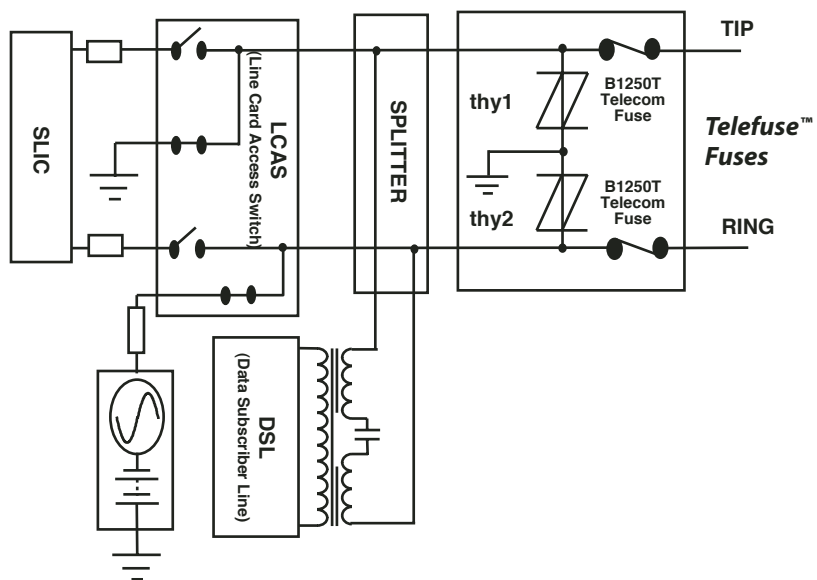 SLIC
LCAS
(Line Card Access Switch)
SPLITTER
thy1
B1250T
Telecom
Fuse
thy2
B1250T
Telecom
Fuse
TIP
Telefuse™
Fuses
RING
DSL
(Data Subscriber Line)